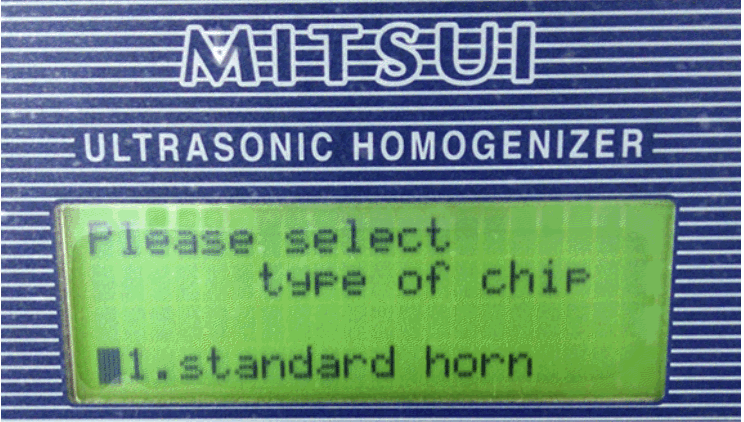 MITSUI
ULTRASONIC HOMOGENIZER
Please select
type of chip
1.standard horn